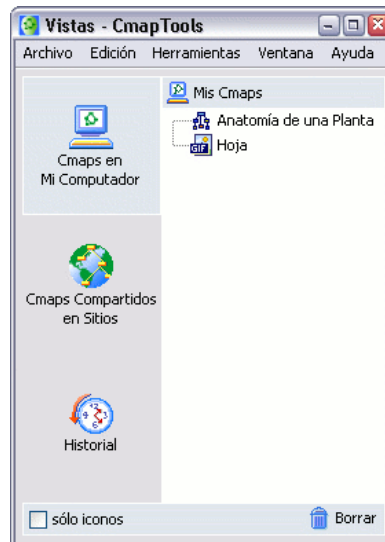 Vistas - CmapTools
Archivo Edición Herramientas Ventana Ayuda
Mis Cmaps
Anatomía de una Planta
GIF Hoja
Cmaps en
Mi Computador
Cmaps Compartidos
en Sitios
Historial
sólo iconos
Borrar